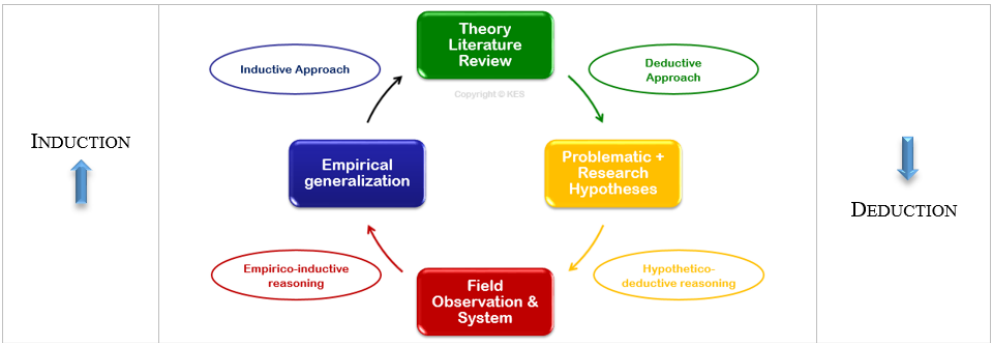 INDUCTION
Inductive Approach
Theory
Literature
Review
Copyright © KES
Deductive
Approach
Empirical
generalization
Problematic +
Research
Hypotheses
Empirico-inductive
reasoning
Field
Observation &
System
Hypothetico-
deductive reasoning
DEDUCTION